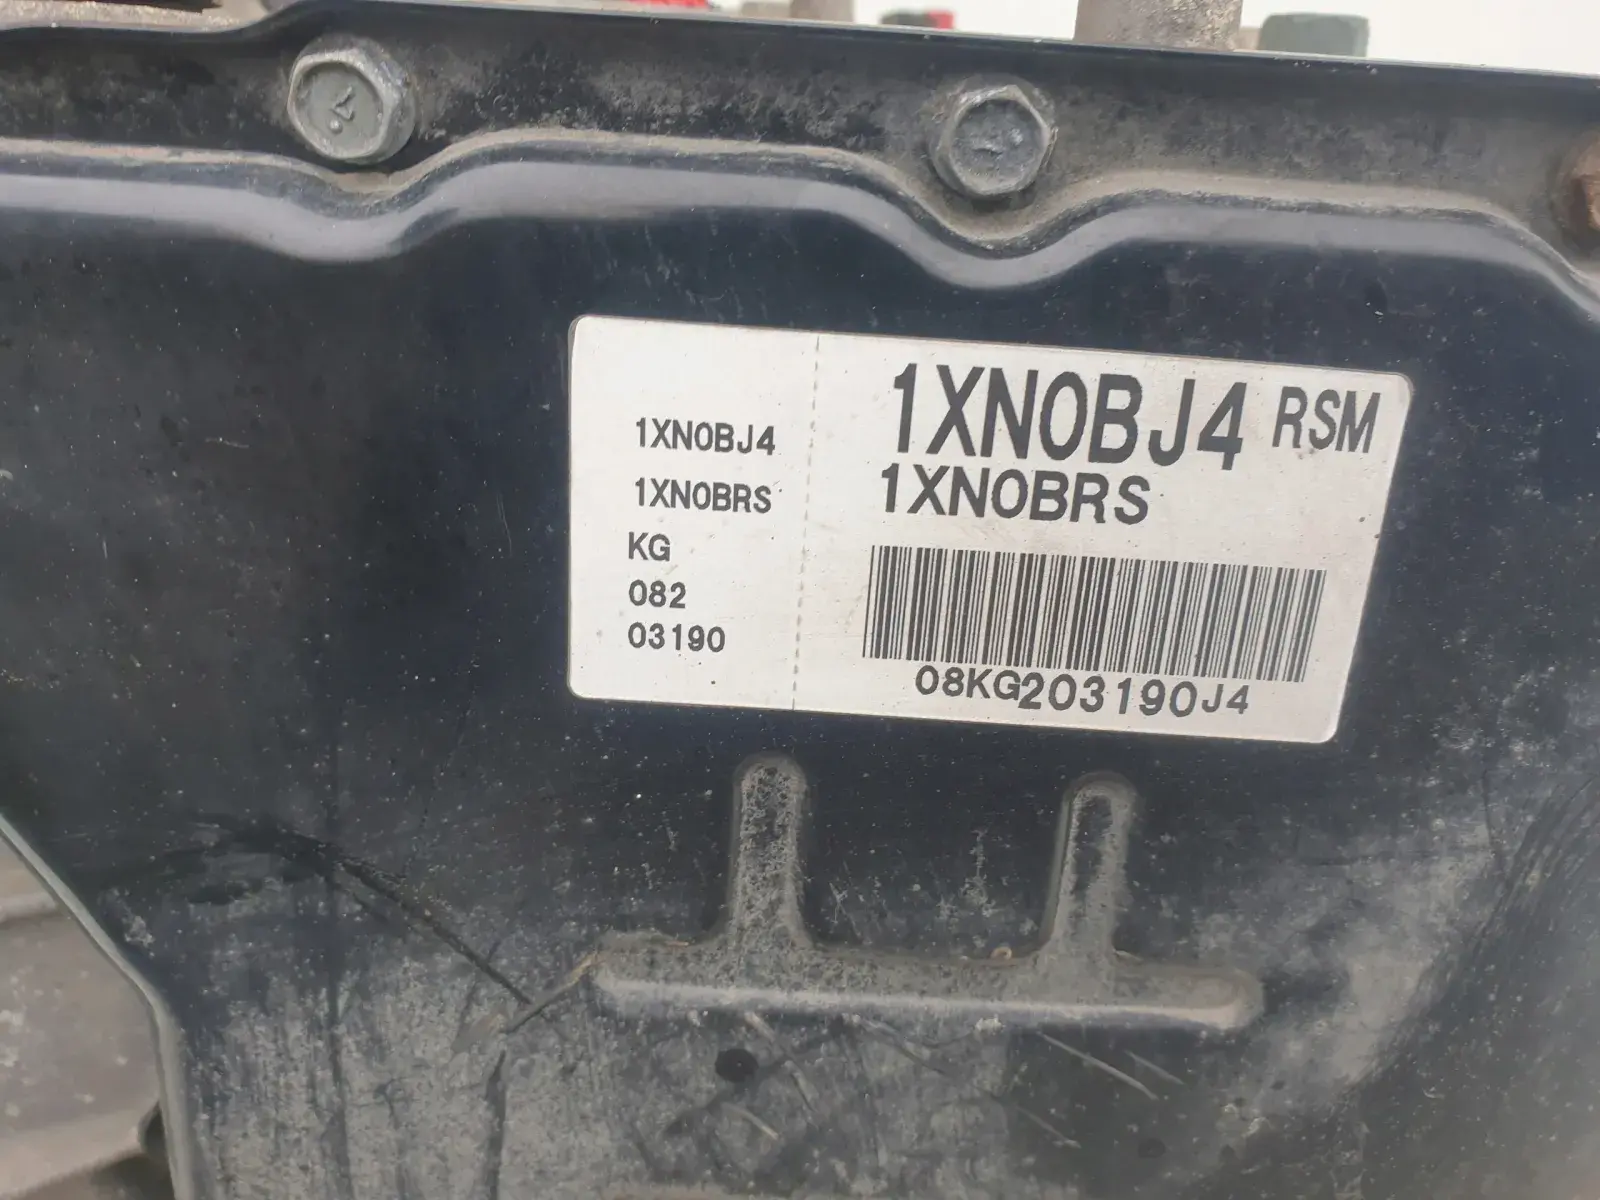 1XN0BJ4
1XN0BRS
KG
082
03190
1XN0BJ4 RSM
1XN0BRS
08KG203190J4